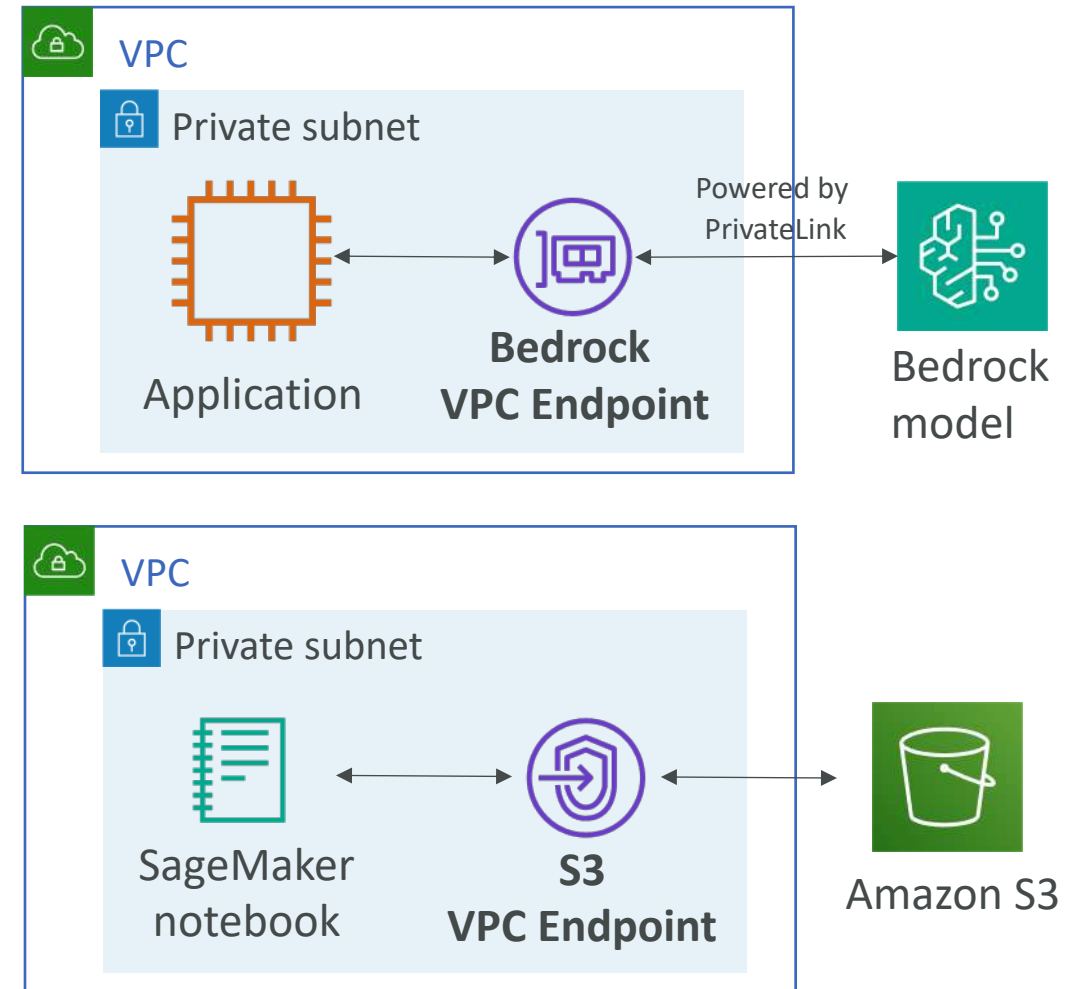 VPC
Private subnet
Powered by
PrivateLink
Application
Bedrock
VPC Endpoint
Bedrock
model
VPC
Private subnet
SageMaker
notebook
S3
VPC Endpoint
Amazon S3